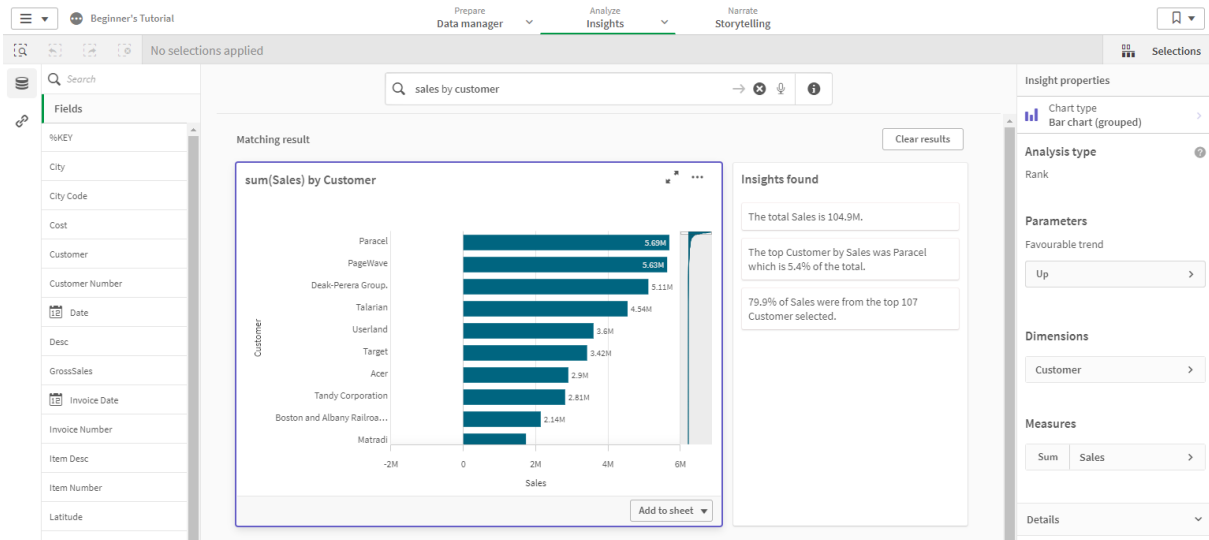 Beginner's Tutorial
Prepare
Data manager
Analyze
Insights
Narrate
Storytelling
No selections applied
Selections
Search
Fields
%KEY
City
City Code
Cost
Customer
Customer Number
Date
Desc
GrossSales
Invoice Date
Invoice Number
Item Desc
Item Number
Latitude
sales by customer
Matching result
Clear results
sum(Sales) by Customer
Customer
Paracel
5.69M
PageWave
5.63M
Deak-Perera Group.
5.11M
Talarian
4.54M
Userland
3.6M
Target
3.42M
Acer
2.9M
Tandy Corporation
2.81M
Boston and Albany Railroa...
2.14M
Matradi
-2M 0 2M 4M 6M
Sales
Add to sheet
Insights found
The total Sales is 104.9M.
The top Customer by Sales was Paracel
which is 5.4% of the total.
79.9% of Sales were from the top 107
Customer selected.
Insight properties
Chart type
Bar chart (grouped)
Analysis type
Rank
Parameters
Favourable trend
Up
Dimensions
Customer
Measures
Sum Sales
Details